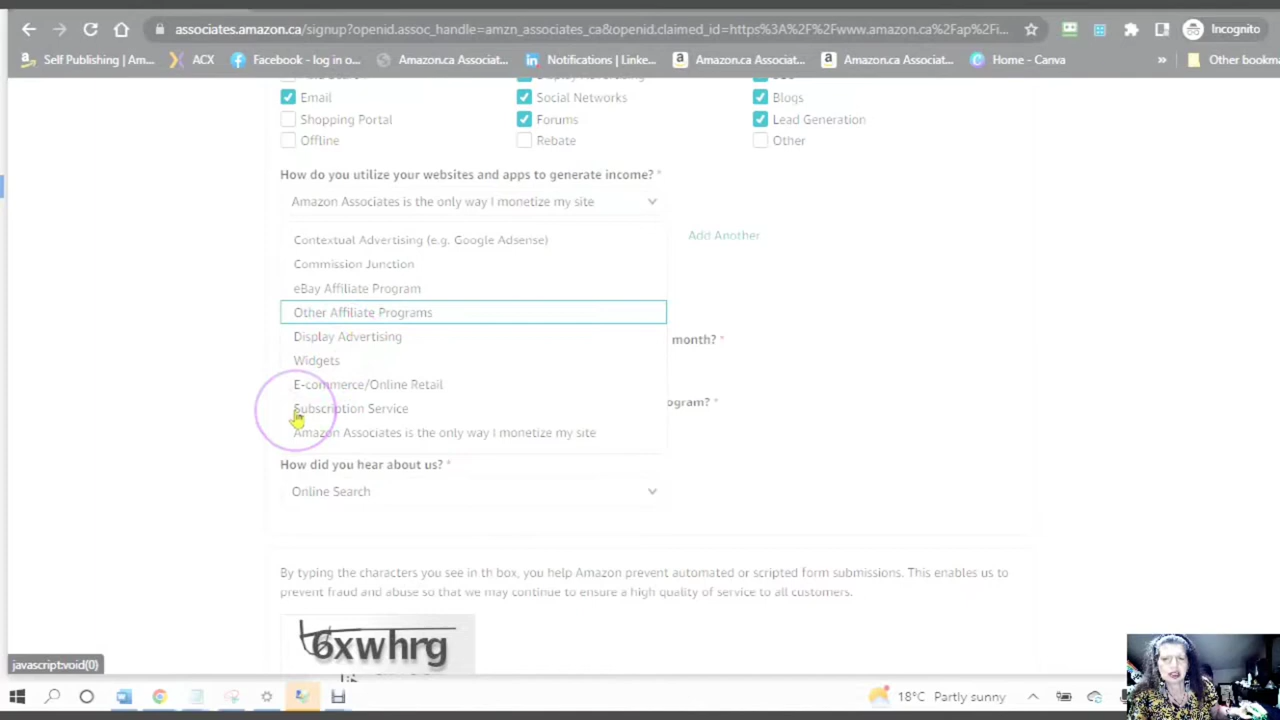 associates.amazon.ca/signup?openid.assoc_handle=amzn_associates_ca&openid.claimed_id=https%3A%2F%2Fwww.amazon.ca%2Fap%2Fi... Incognito
Self Publishing | Am... ACX Facebook - log in o... Amazon.ca Associat... Notifications | Linke... Amazon.ca Associat... Amazon.ca Associat... Home - Canva » Other bookma
Email Social Networks Blogs
Shopping Portal Forums Lead Generation
Offline Rebate Other
How do you utilize your websites and apps to generate income? *
Amazon Associates is the only way I monetize my site
Add Another
Contextual Advertising (e.g. Google Adsense)
Commission Junction
eBay Affiliate Program
Other Affiliate Programs
Display Advertising month? *
Widgets
E-commerce/Online Retail
Subscription Service ogram? *
Amazon Associates is the only way I monetize my site
How did you hear about us? *
Online Search
By typing the characters you see in th box, you help Amazon prevent automated or scripted form submissions. This enables us to
prevent fraud and abuse so that we may continue to ensure a high quality of service to all customers.
6xwhrg
javascript:void(0)
18°C Partly sunny